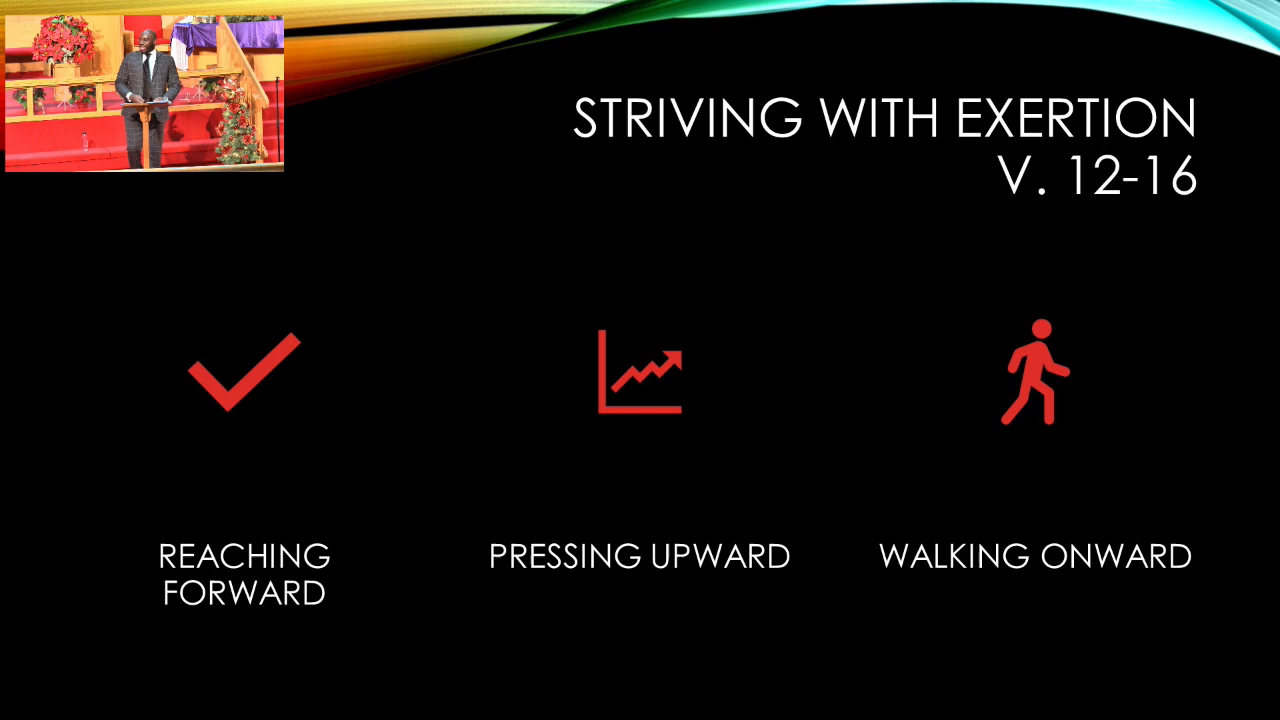 STRIVING WITH EXERTION
V. 12-16
REACHING
FORWARD
PRESSING UPWARD
WALKING ONWARD